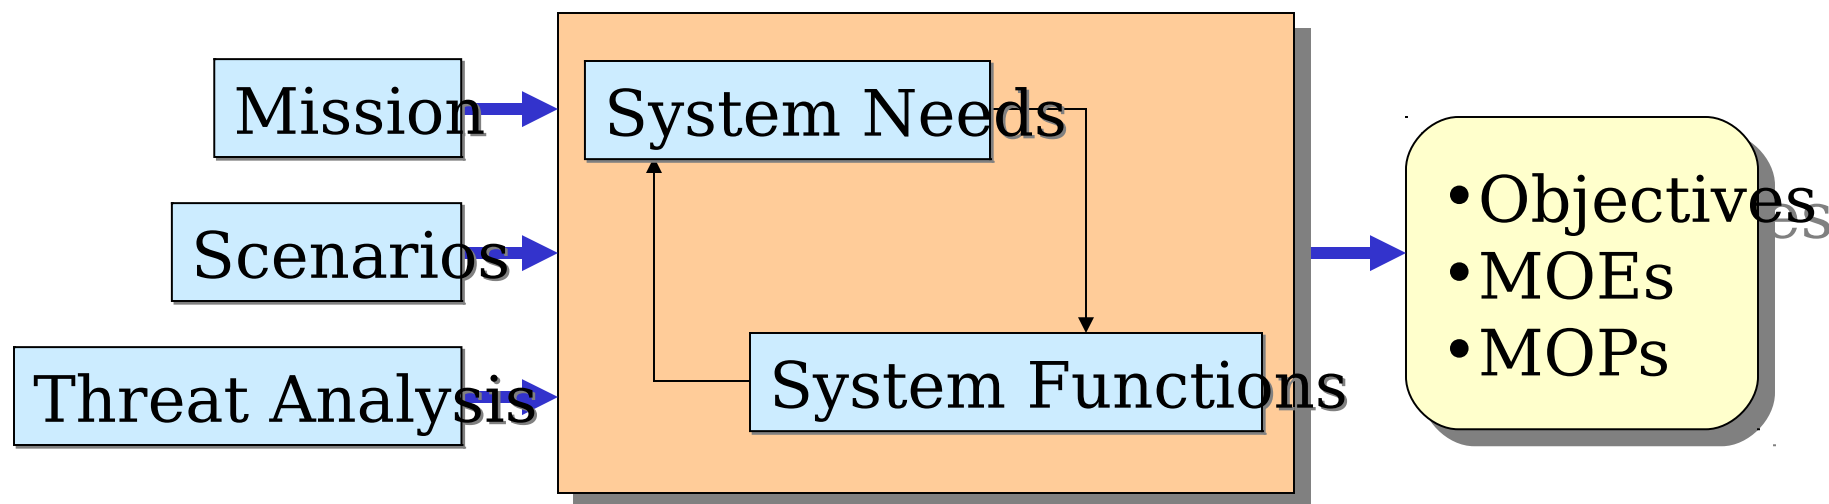 Mission
Scenarios
Threat Analysis
System Needs
System Functions
•Objectives
•MOEs
•MOPs